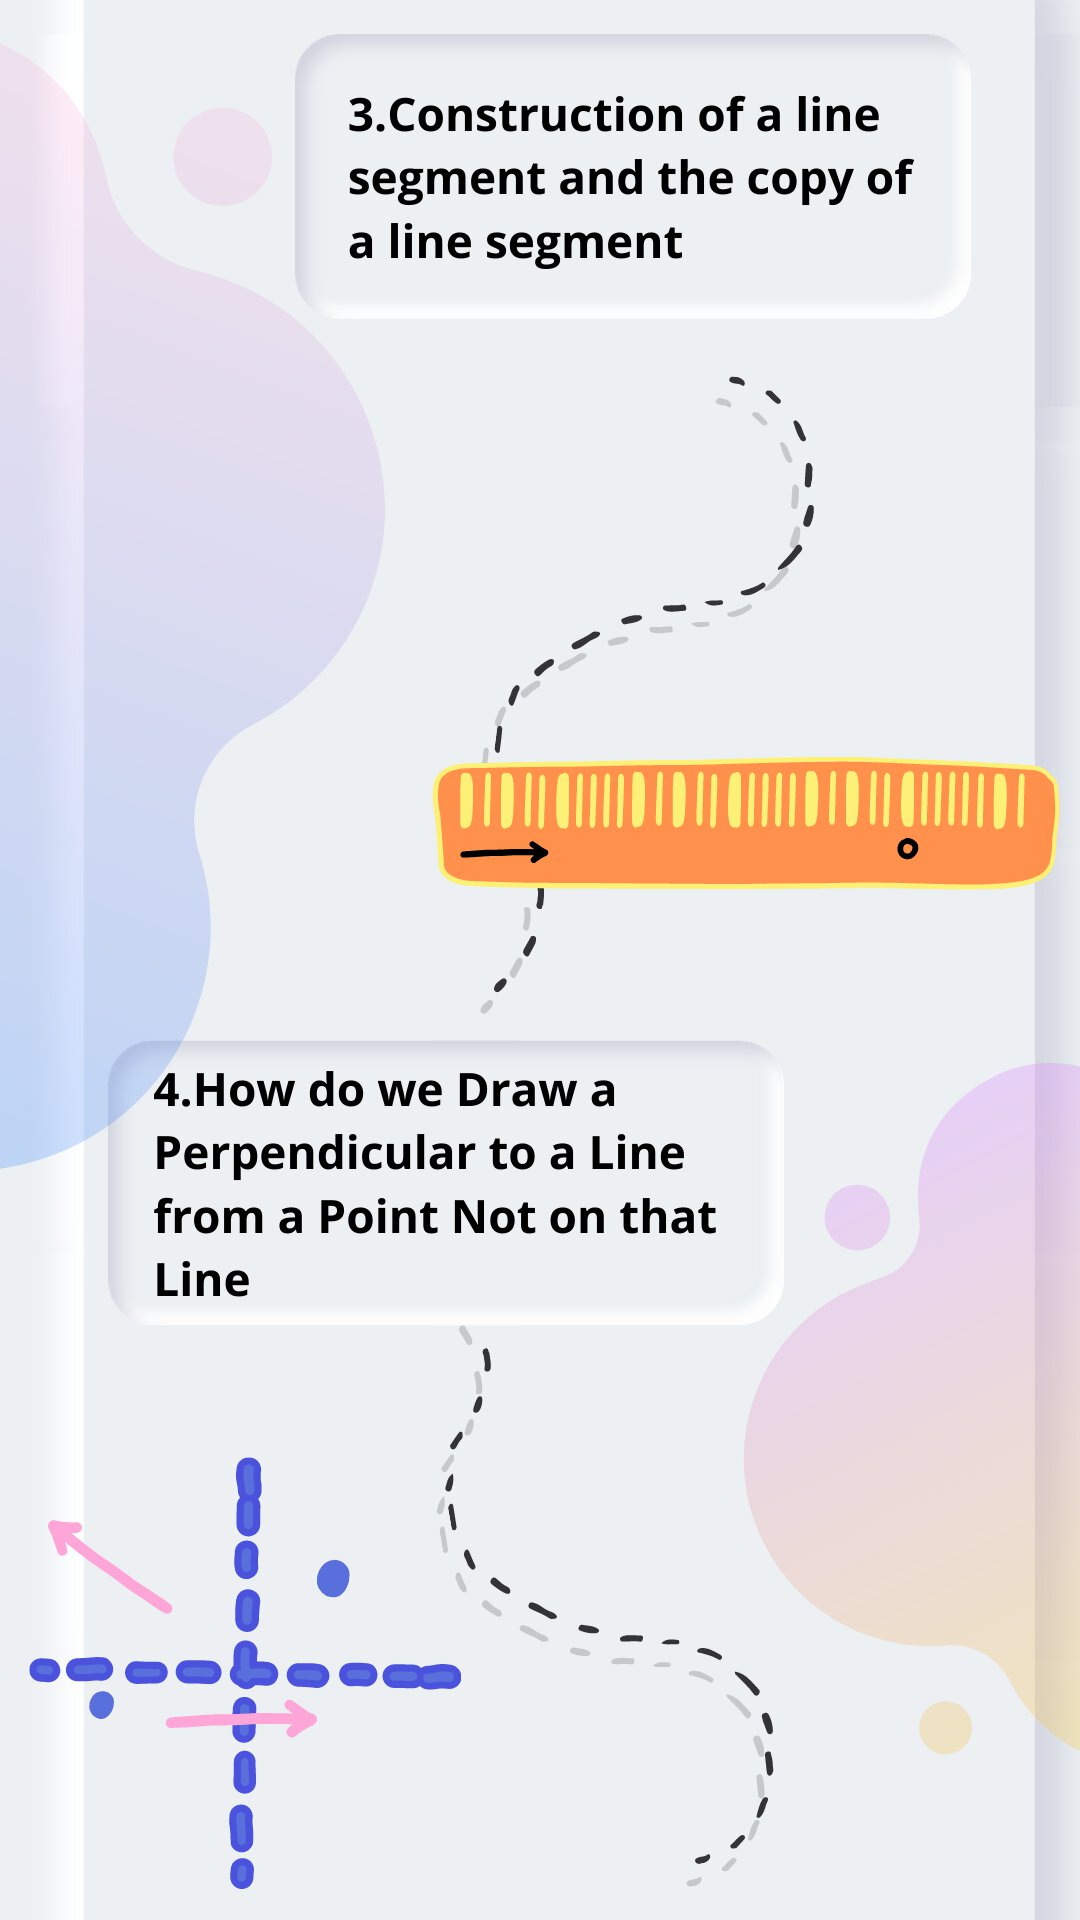 3.Construction of a line
segment and the copy of
a line segment
4.How do we Draw a
Perpendicular to a Line
from a Point Not on that
Line